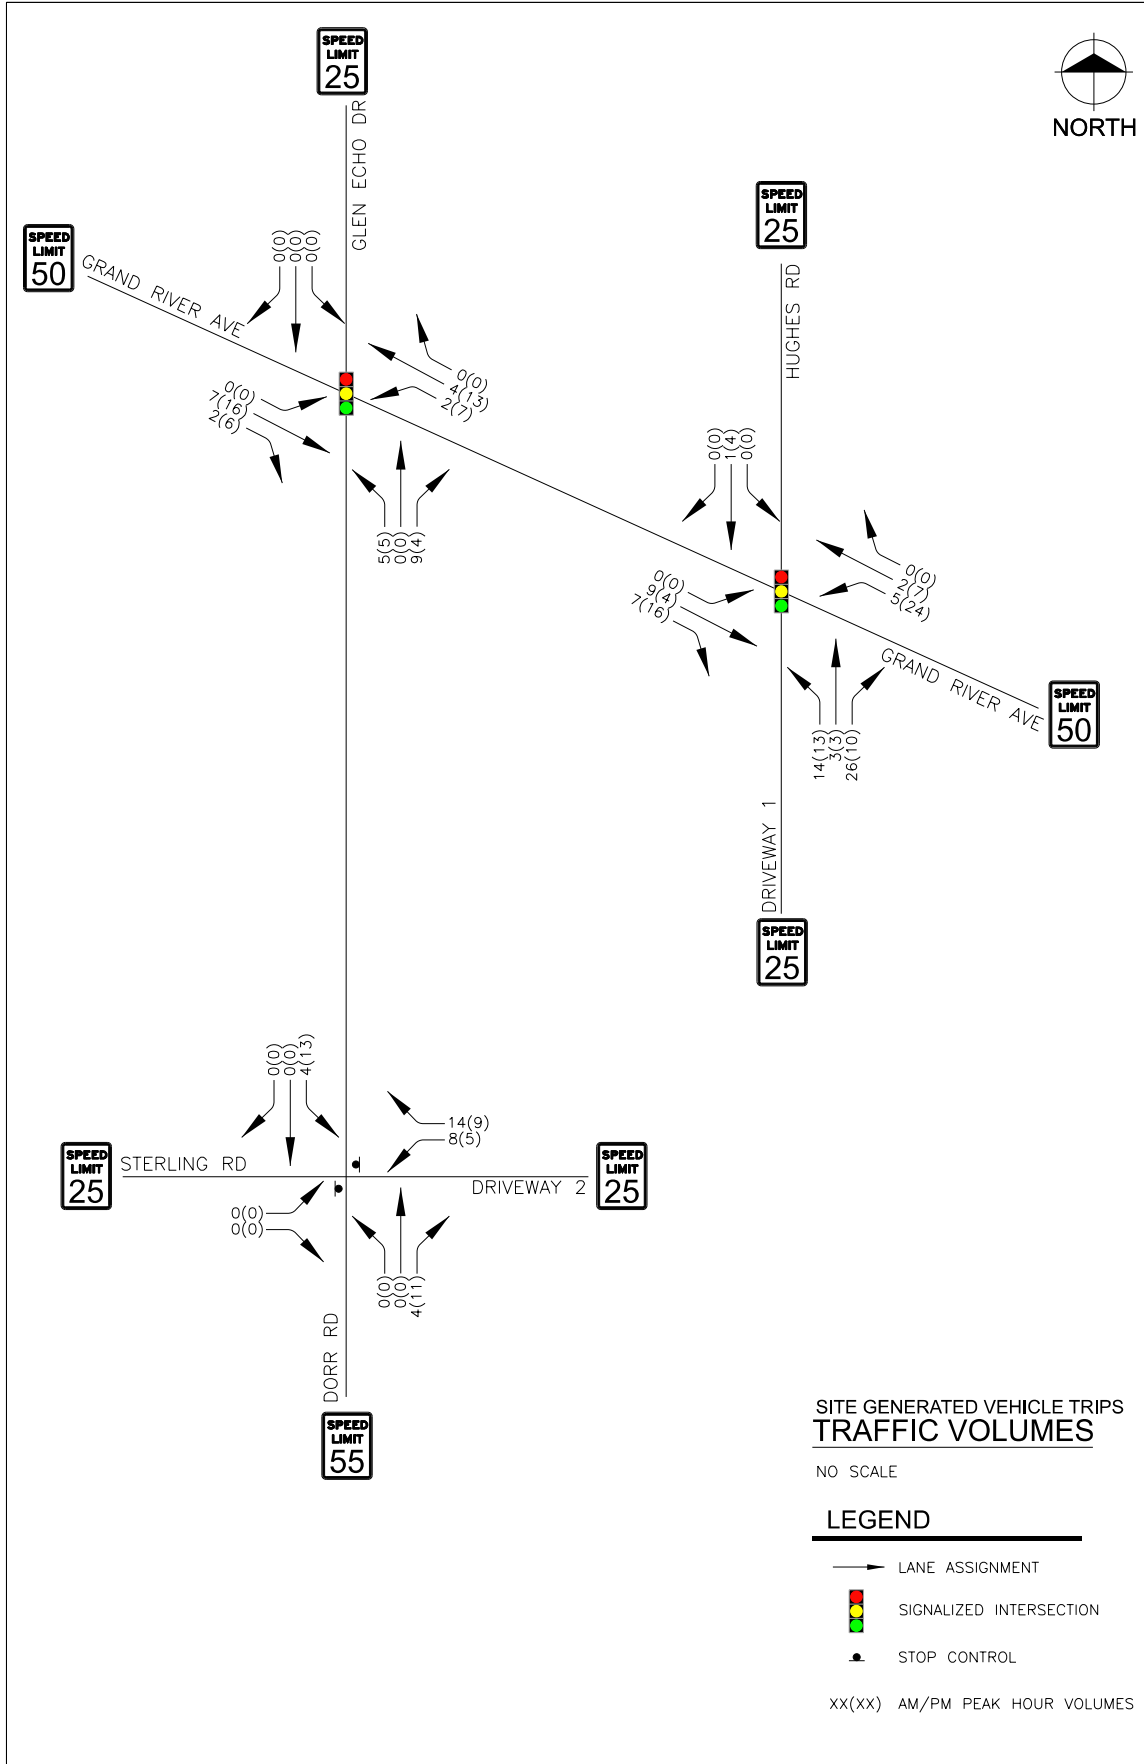 SPEED
LIMIT
25
GLEN ECHO DR
NORTH
SPEED
LIMIT
25
HUGHES RD
SPEED
LIMIT
50
GRAND RIVER AVE
0(0)
0(0)
0(0)
0(0)
4(13)
2(7)
0(0)
7(16)
2(6)
5(5)
0(0)
9(4)
0(0)
1(4)
0(0)
0(0)
2(7)
5(24)
0(0)
9(4)
7(16)
14(13)
3(3)
26(10)
GRAND RIVER AVE
SPEED
LIMIT
50
DRIVEWAY 1
SPEED
LIMIT
25
0(0)
0(0)
4(13)
14(9)
8(5)
SPEED
LIMIT
25
STERLING RD
DRIVEWAY 2
SPEED
LIMIT
25
0(0)
0(0)
0(0)
0(0)
4(11)
DORR RD
SPEED
LIMIT
55
SITE GENERATED VEHICLE TRIPS
TRAFFIC VOLUMES
NO SCALE
LEGEND
LANE ASSIGNMENT
SIGNALIZED INTERSECTION
STOP CONTROL
XX(XX) AM/PM PEAK HOUR VOLUMES